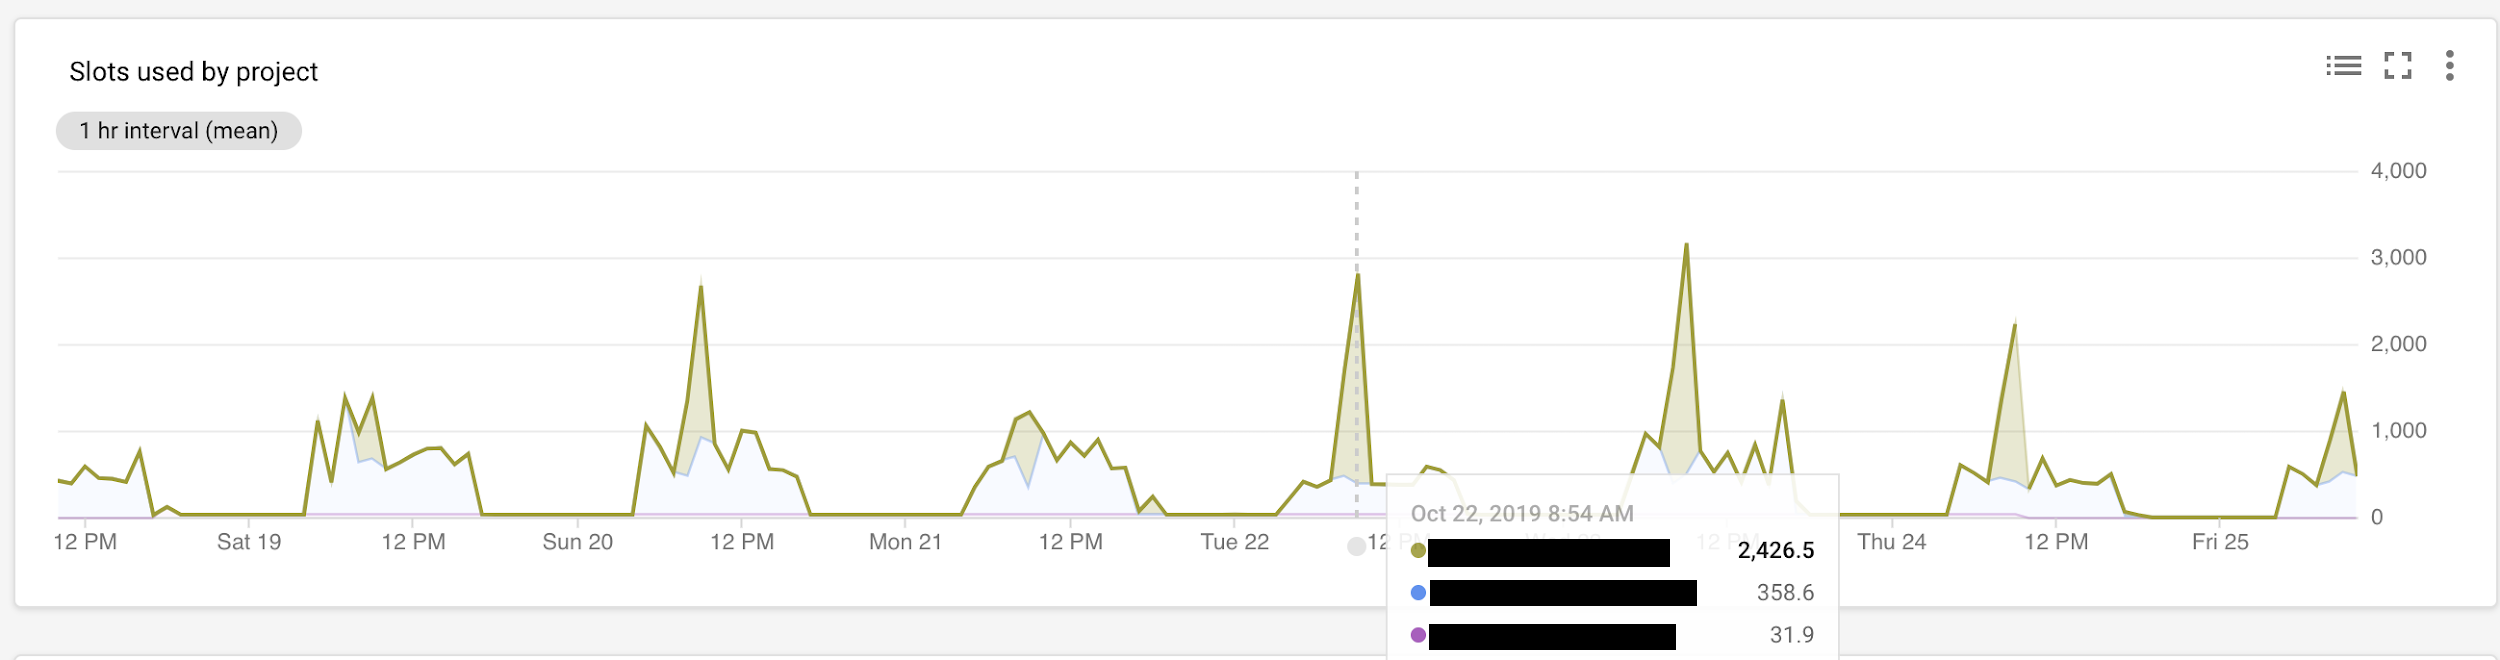 Slots used by project
1 hr interval (mean)
4,000
3,000
2,000
1,000
0
12 PM Sat 19 12 PM Sun 20 12 PM Mon 21 12 PM Tue 22 12 PM Wed 23 12 PM Thu 24 12 PM Fri 25
Oct 22, 2019 8:54 AM
2,426.5
358.6
31.9